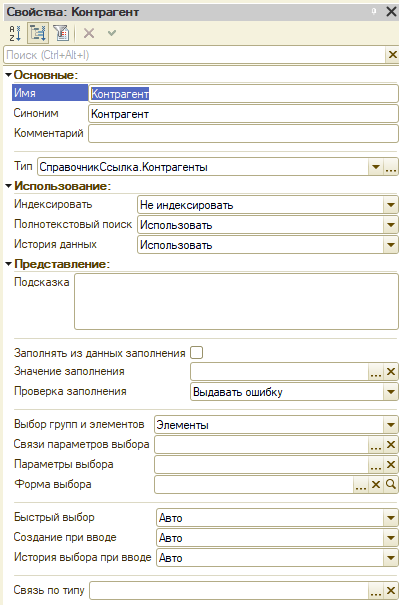 Свойства: Контрагент
Поиск (Ctrl+Alt+I)
Основные:
Имя Контрагент
Синоним Контрагент
Комментарий
Тип СправочникСсылка.Контрагенты
Использование:
Индексировать Не индексировать
Полнотекстовый поиск Использовать
История данных Использовать
Представление:
Подсказка
Заполнять из данных заполнения
Значение заполнения
Проверка заполнения Выдавать ошибку
Выбор групп и элементов Элементы
Связи параметров выбора
Параметры выбора
Форма выбора
Быстрый выбор Авто
Создание при вводе Авто
История выбора при вводе Авто
Связь по типу